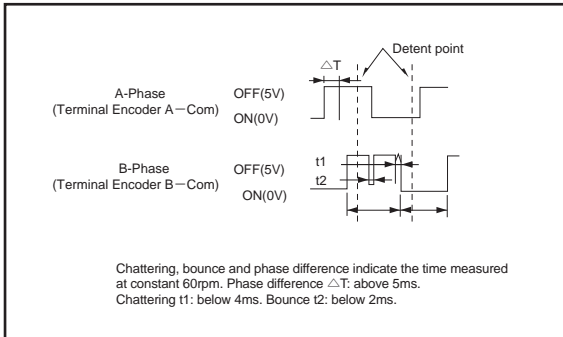 Detent point
△T
A-Phase
(Terminal Encoder A－Com)
OFF(5V)
ON(0V)
B-Phase
(Terminal Encoder B－Com)
OFF(5V)
ON(0V)
t1
t2
Chattering, bounce and phase difference indicate the time measured
at constant 60rpm. Phase difference △T: above 5ms.
Chattering t1: below 4ms. Bounce t2: below 2ms.